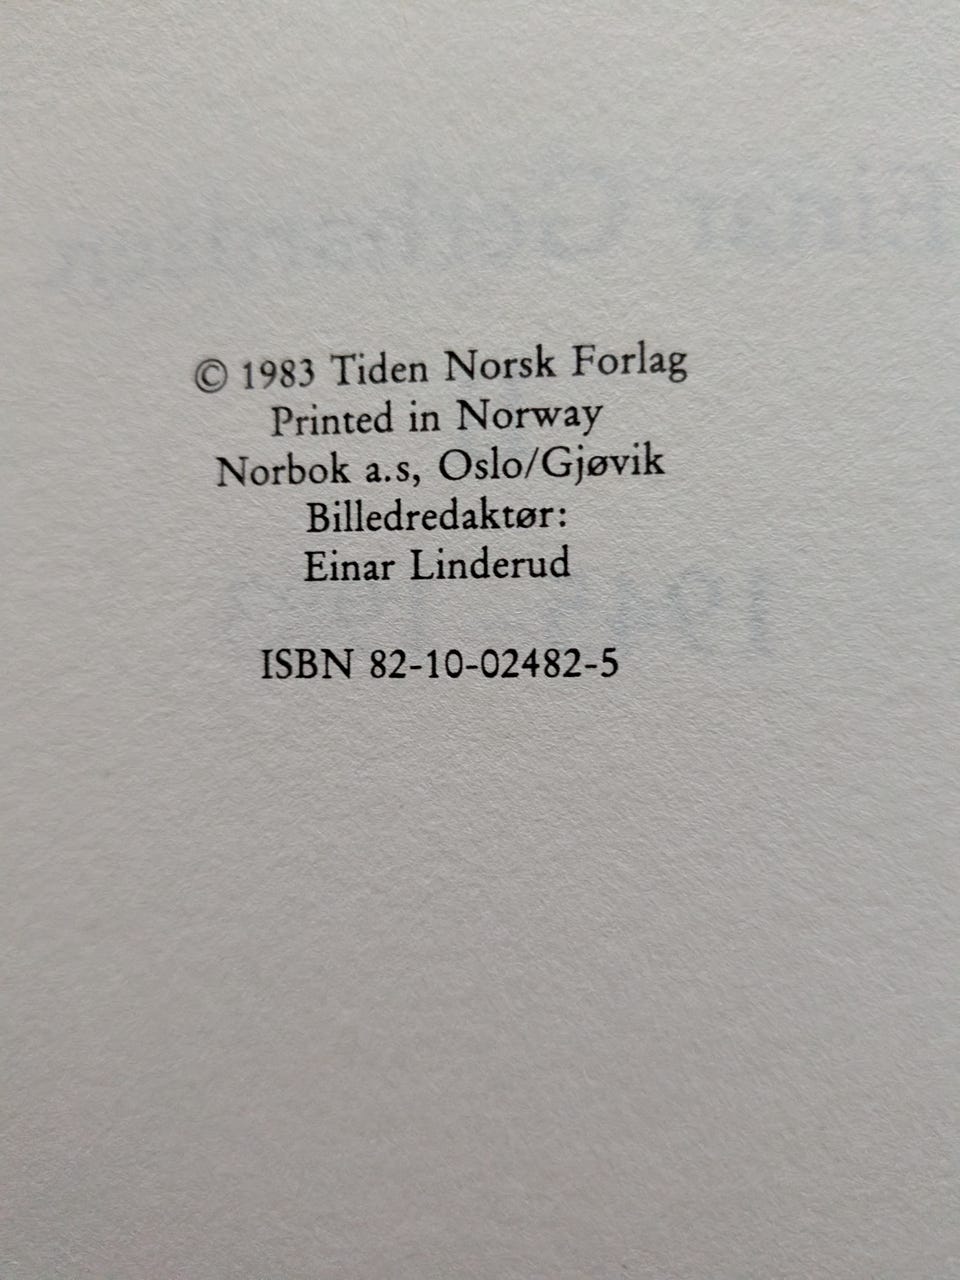 © 1983 Tiden Norsk Forlag
Printed in Norway
Norbok a.s, Oslo/Gjøvik
Billedredaktør:
Einar Linderud
ISBN 82-10-02482-5